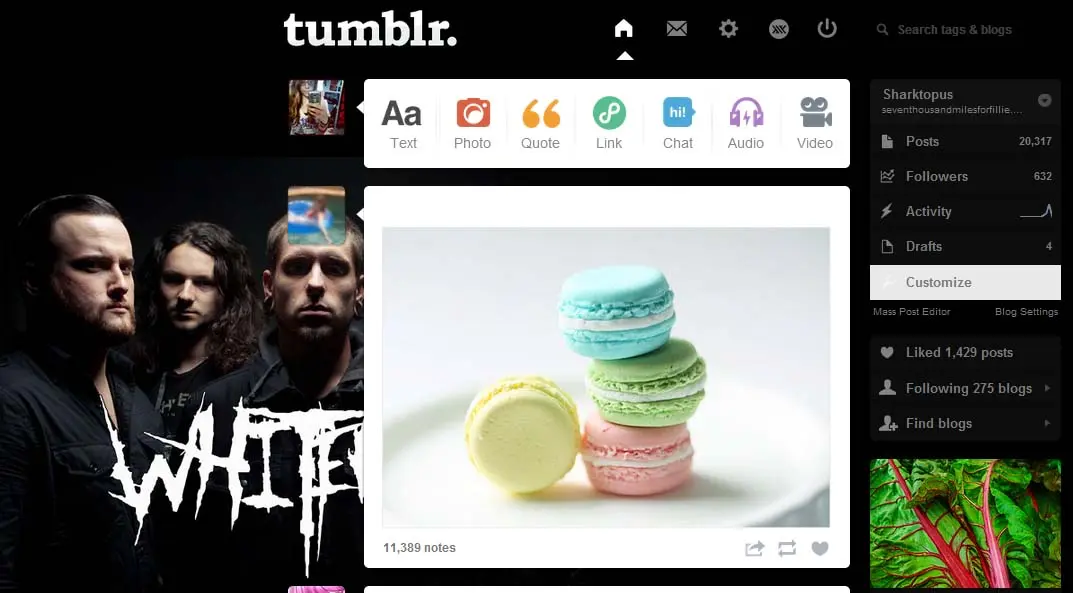 tumblr.
Search tags & blogs
Aa
hi!
Text
Photo
Quote
Link
Chat
Audio
Video
Sharktopus
seventhousandmilesforfillie....
Posts 20,317
Followers 632
Activity
Drafts 4
Customize
Mass Post Editor Blog Settings
Liked 1,429 posts
Following 275 blogs
Find blogs
WHITE
11,389 notes